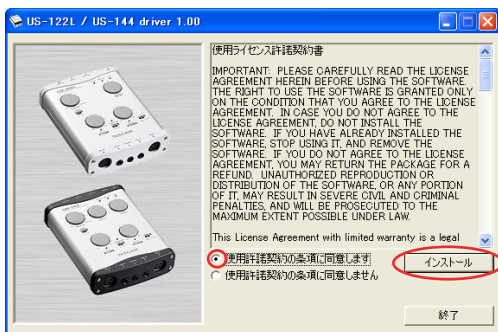 US-122L / US-144 driver 1.00
使用ライセンス許諾契約書
IMPORTANT: PLEASE CAREFULLY READ THE LICENSE
AGREEMENT HEREIN BEFORE USING THE SOFTWARE.
THE RIGHT TO USE THE SOFTWARE IS GRANTED ONLY
ON THE CONDITION THAT YOU AGREE TO THE LICENSE
AGREEMENT. IN CASE YOU DO NOT AGREE TO THE
LICENSE AGREEMENT, DO NOT INSTALL THE
SOFTWARE. IF YOU HAVE ALREADY INSTALLED THE
SOFTWARE, STOP USING IT, AND REMOVE THE
SOFTWARE. IF YOU DO NOT AGREE TO THE LICENSE
AGREEMENT, YOU MAY RETURN THE PACKAGE FOR A
REFUND. UNAUTHORIZED REPRODUCTION OR
DISTRIBUTION OF THE SOFTWARE, OR ANY PORTION
OF IT, MAY RESULT IN SEVERE CIVIL AND CRIMINAL
PENALTIES, AND WILL BE PROSECUTED TO THE
MAXIMUM EXTENT POSSIBLE UNDER LAW.
This License Agreement with limited warranty is a legal
使用許諾契約の条項に同意します
使用許諾契約の条項に同意しません
インストール
終了